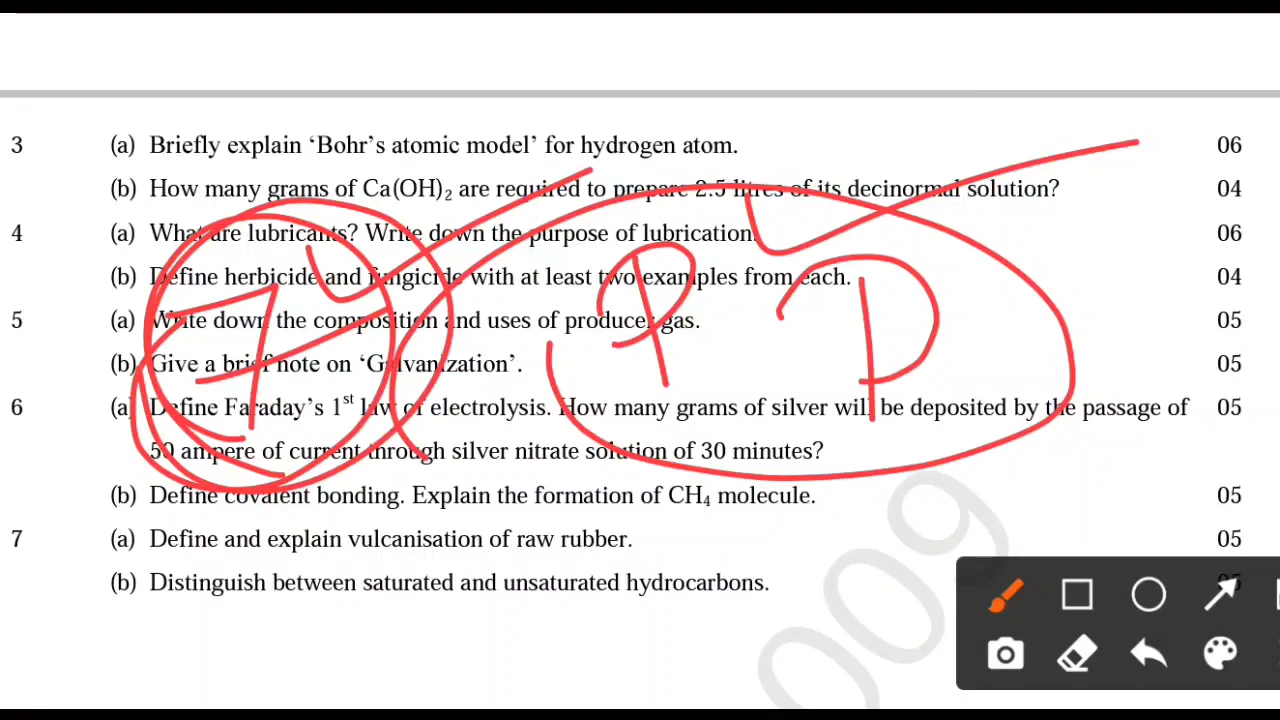 3 (a) Briefly explain ‘Bohr’s atomic model’ for hydrogen atom. 06
(b) How many grams of Ca(OH)₂ are required to prepare 2.5 litres of its decinormal solution? 04
4 (a) What are lubricants? Write down the purpose of lubrication. 06
(b) Define herbicide and fungicide with at least two examples from each. 04
5 (a) Write down the composition and uses of producer gas. 05
(b) Give a brief note on ‘Galvanization’. 05
6 (a) Define Faraday’s 1st law of electrolysis. How many grams of silver will be deposited by the passage of 05
50 ampere of current through silver nitrate solution of 30 minutes?
(b) Define covalent bonding. Explain the formation of CH₄ molecule. 05
7 (a) Define and explain vulcanisation of raw rubber. 05
(b) Distinguish between saturated and unsaturated hydrocarbons. 05
7
P P
009